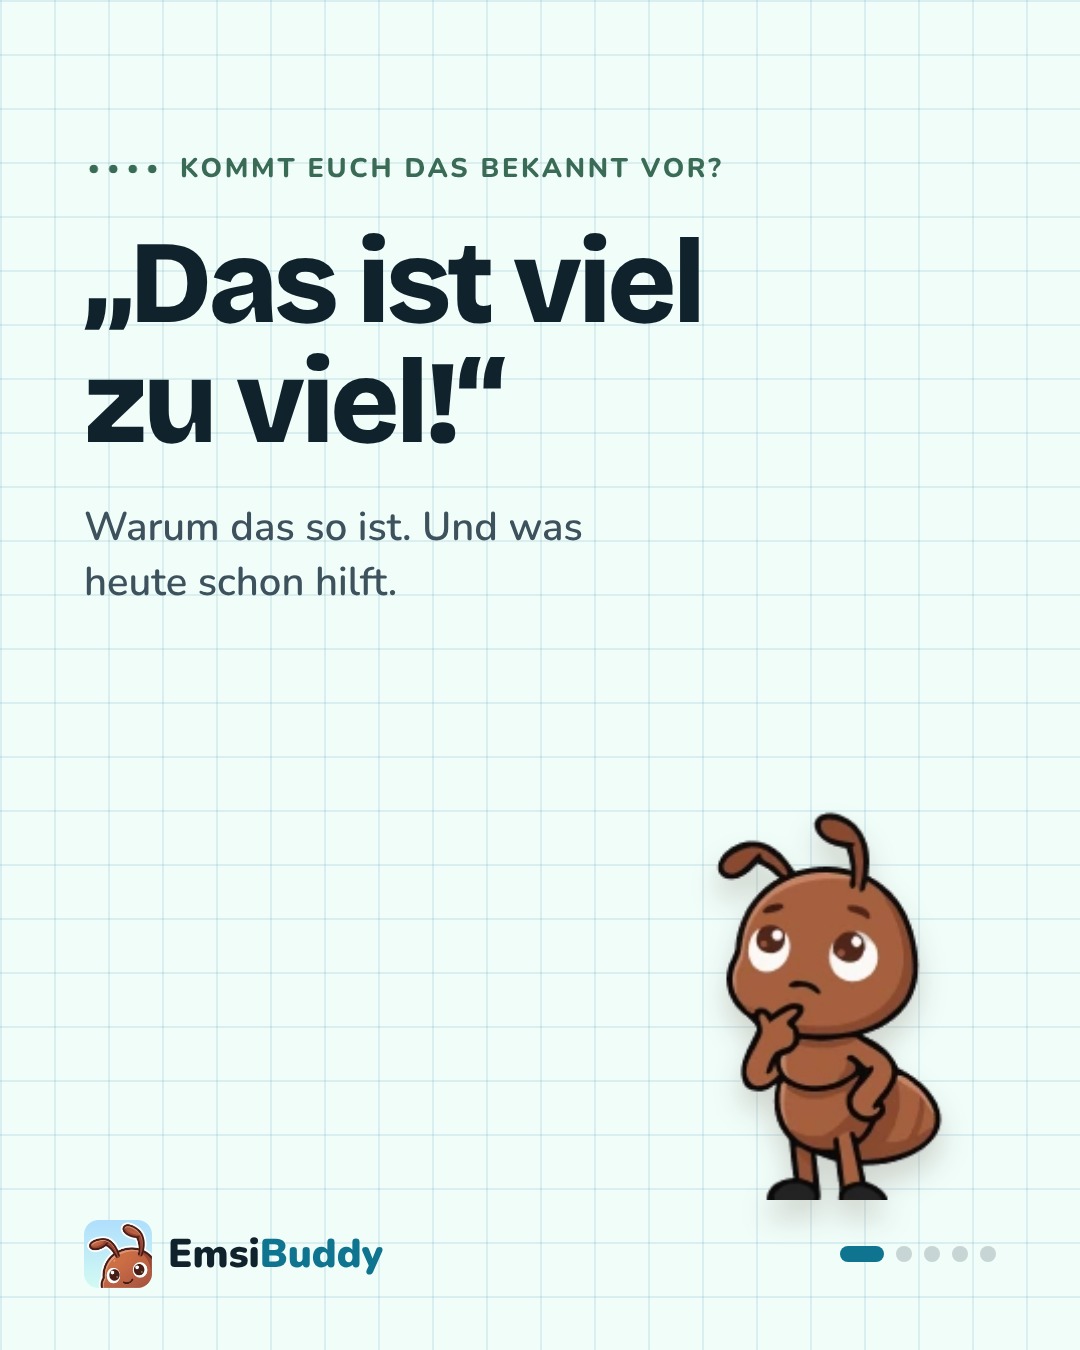 KOMMT EUCH DAS BEKANNT VOR?
„Das ist viel
zu viel!“
Warum das so ist. Und was
heute schon hilft.
EmsiBuddy